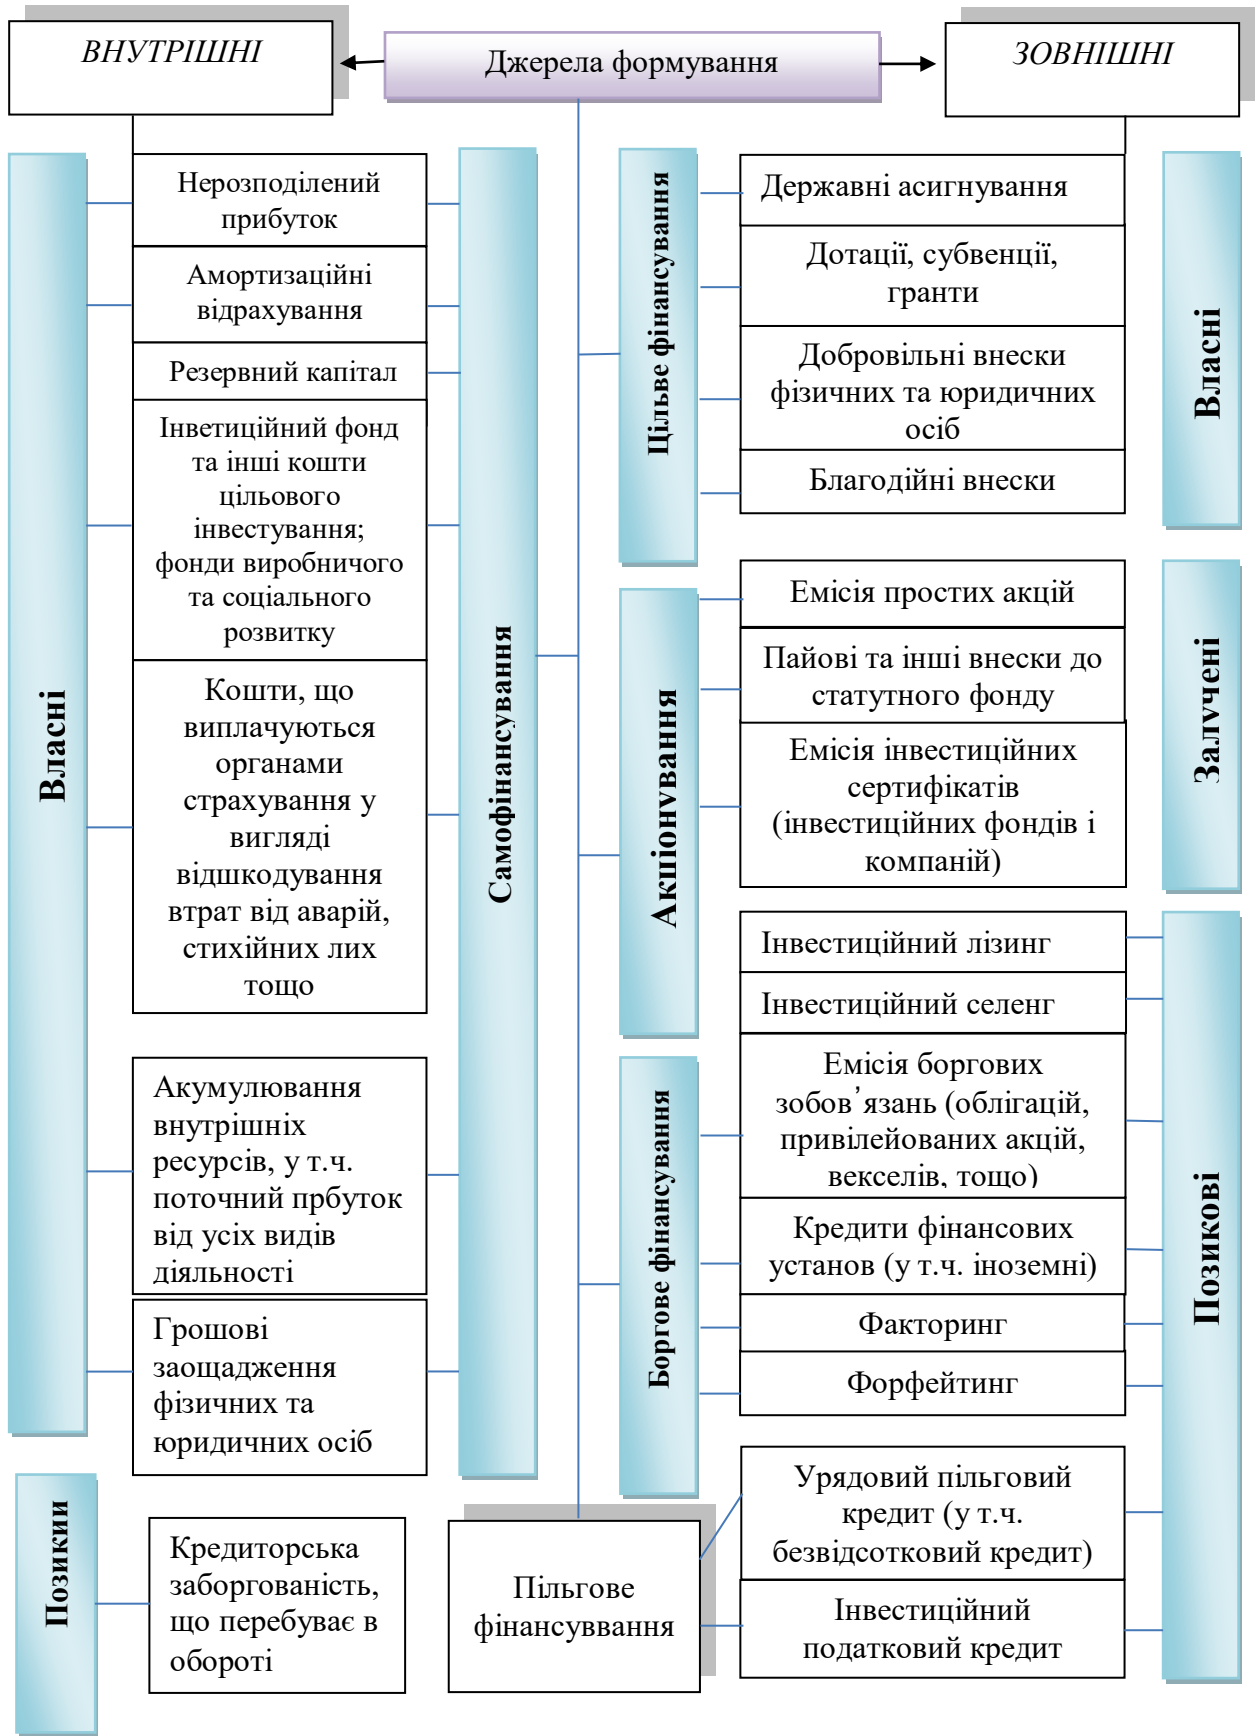 ВНУТРІШНІ
Джерела формування
ЗОВНІШНІ
Власні
Нерозподілений
прибуток
Амортизаційні
відрахування
Резервний капітал
Інветиційний фонд
та інші кошти
цільового
інвестування;
фонди виробничого
та соціального
розвитку
Кошти, що
виплачуються
органами
страхування у
вигляді
відшкодування
втрат від аварій,
стихійних лих
тощо
Акумулювання
внутрішніх
ресурсів, у т.ч.
поточний прбуток
від усіх видів
діяльності
Грошові
заощадження
фізичних та
юридичних осіб
Самофінансування
Позикии
Кредиторська
заборгованість,
що перебуває в
обороті
Цільве фінансування
Державні асигнування
Дотації, субвенції,
гранти
Добровільні внески
фізичних та юридичних
осіб
Благодійні внески
Власні
Акціонування
Емісія простих акцій
Пайові та інші внески до
статутного фонду
Емісія інвестиційних
сертифікатів
(інвестиційних фондів і
компаній)
Залучені
Інвестиційний лізинг
Інвестиційний селенг
Боргове фінансування
Емісія боргових
зобов’язань (облігацій,
привілейованих акцій,
векселів, тощо)
Кредити фінансових
установ (у т.ч. іноземні)
Факторинг
Форфейтинг
Позикові
Пільгове
фінансуввання
Урядовий пільговий
кредит (у т.ч.
безвідсотковий кредит)
Інвестиційний
податковий кредит